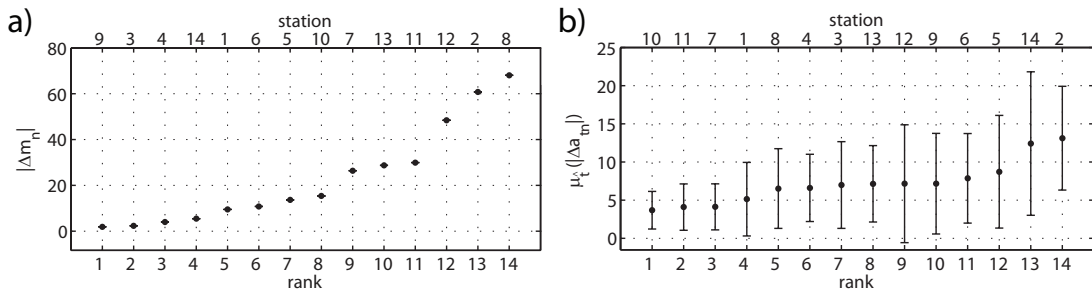 a)
station
9 3 4 14 1 6 5 10 7 13 11 12 2 8
80
60
40
20
0
|Δm_n|
1 2 3 4 5 6 7 8 9 10 11 12 13 14
rank
b)
station
10 11 7 1 8 4 3 13 12 9 6 5 14 2
25
20
15
10
5
0
μ_t̂(|Δa_tn|)
1 2 3 4 5 6 7 8 9 10 11 12 13 14
rank